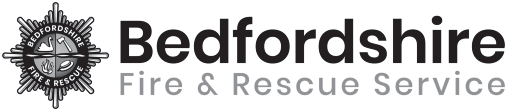 BEDFORDSHIRE
FIRE & RESCUE
Bedfordshire
Fire & Rescue Service